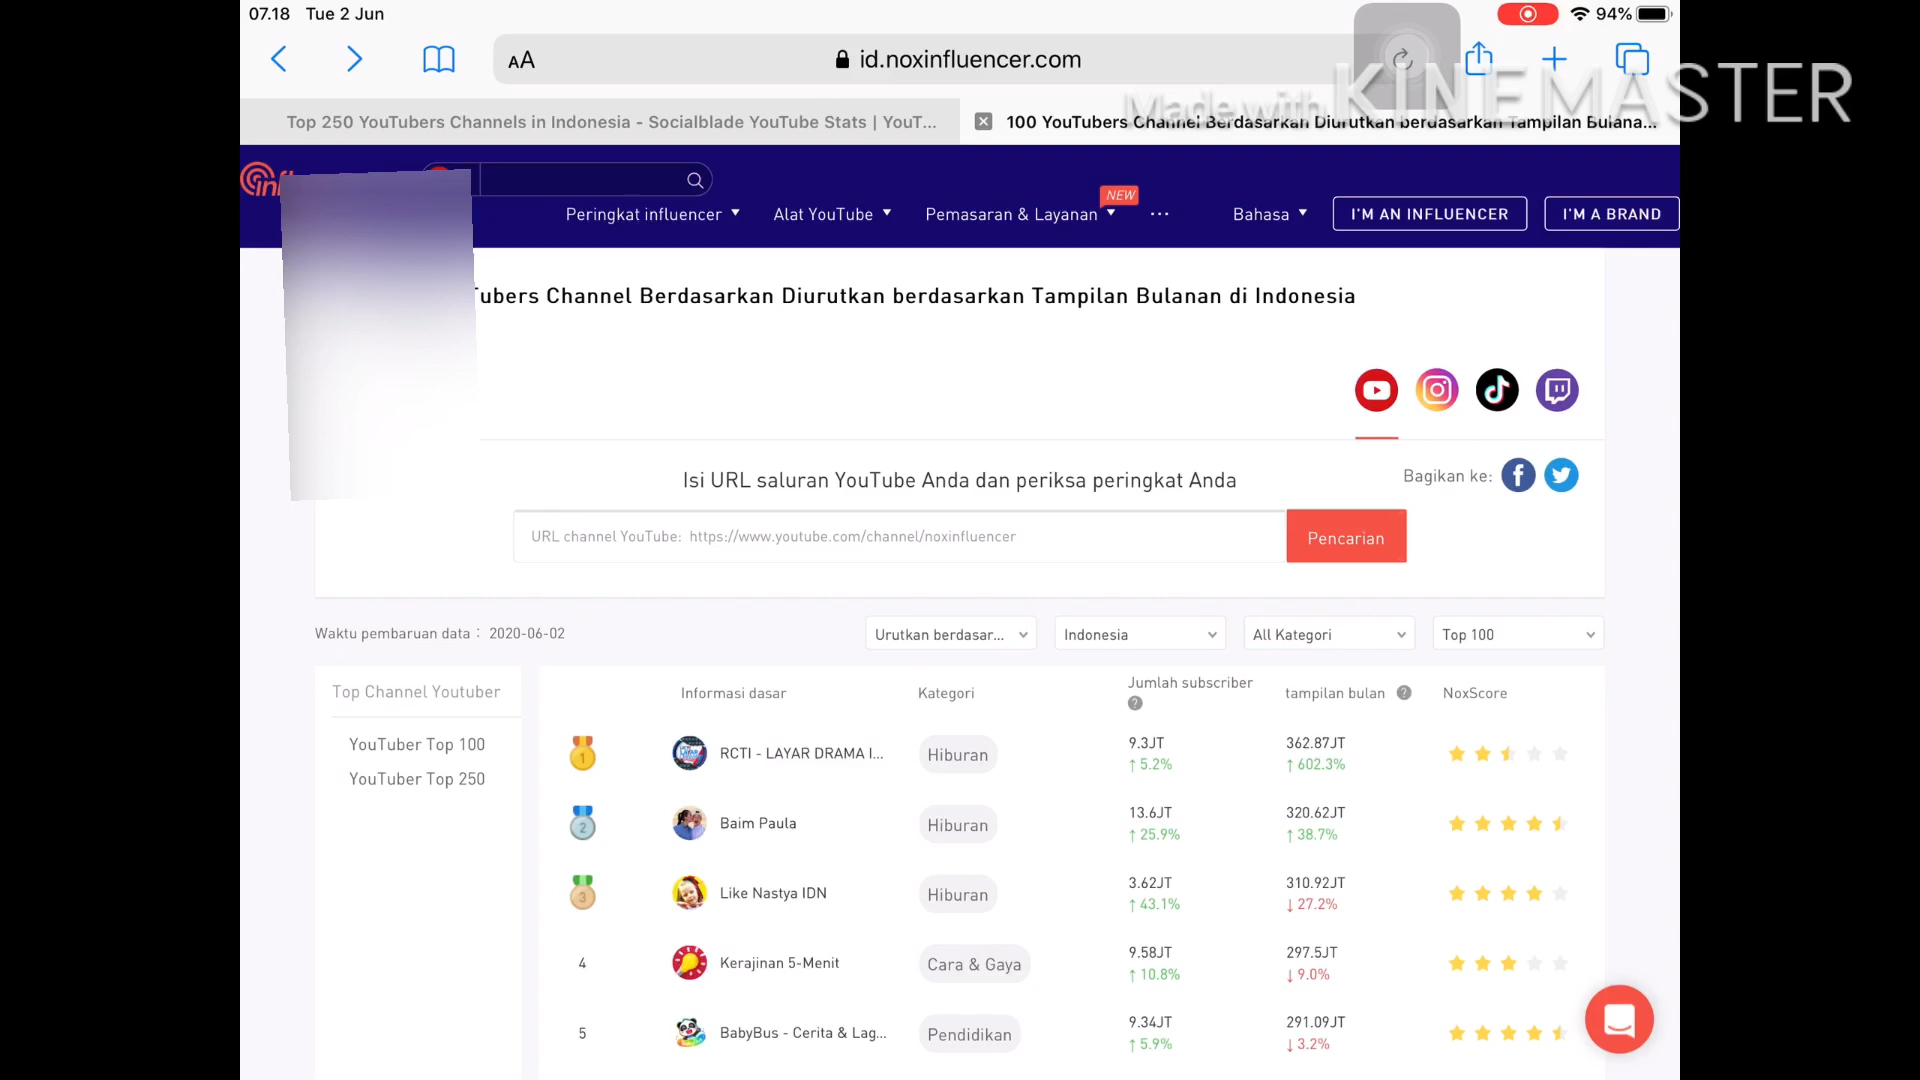 07.18 Tue 2 Jun
94%
AA
id.noxinfluencer.com
Made with KINEMASTER
Top 250 YouTubers Channels in Indonesia - Socialblade YouTube Stats | YouT...
100 YouTubers Channel Berdasarkan Diurutkan berdasarkan Tampilan Bulana...
Peringkat influencer
Alat YouTube
Pemasaran & Layanan
NEW
...
Bahasa
I'M AN INFLUENCER
I'M A BRAND
Tubers Channel Berdasarkan Diurutkan berdasarkan Tampilan Bulanan di Indonesia
Isi URL saluran YouTube Anda dan periksa peringkat Anda
Bagikan ke:
URL channel YouTube: https://www.youtube.com/channel/noxinfluencer
Pencarian
Waktu pembaruan data : 2020-06-02
Urutkan berdasar...
Indonesia
All Kategori
Top 100
Top Channel Youtuber
YouTuber Top 100
YouTuber Top 250
Informasi dasar
Kategori
Jumlah subscriber
tampilan bulan
NoxScore
1 RCTI - LAYAR DRAMA I... Hiburan 9.3JT 362.87JT
↑ 5.2% ↑ 602.3%
2 Baim Paula Hiburan 13.6JT 320.62JT
↑ 25.9% ↑ 38.7%
3 Like Nastya IDN Hiburan 3.62JT 310.92JT
↑ 43.1% ↓ 27.2%
4 Kerajinan 5-Menit Cara & Gaya 9.58JT 297.5JT
↑ 10.8% ↓ 9.0%
5 BabyBus - Cerita & Lag... Pendidikan 9.34JT 291.09JT
↑ 5.9% ↓ 3.2%